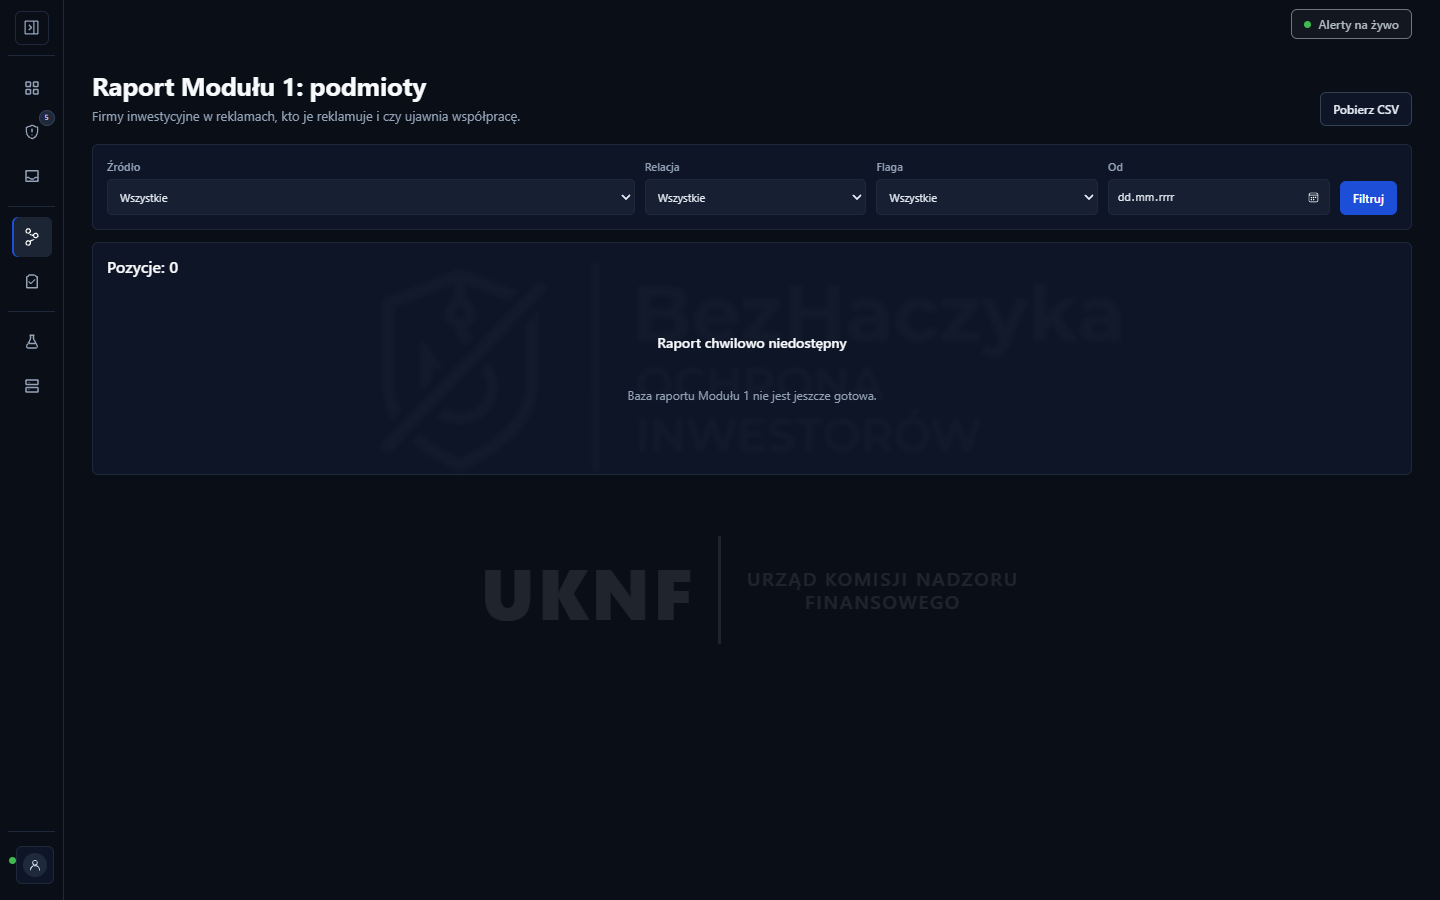 Alerty na żywo
Raport Modułu 1: podmioty
Firmy inwestycyjne w reklamach, kto je reklamuje i czy ujawnia współpracę.
Pobierz CSV
5
Źródło
Relacja
Flaga
Od
Wszystkie
Wszystkie
Wszystkie
dd.mm.rrrr
Filtruj
Pozycje: 0
BezHaczyka
Raport chwilowo niedostępny
OCHRONA
Baza raportu Modułu 1 nie jest jeszcze gotowa.
INWESTORÓW
UKNF
URZĄD KOMISJI NADZORU
FINANSOWEGO